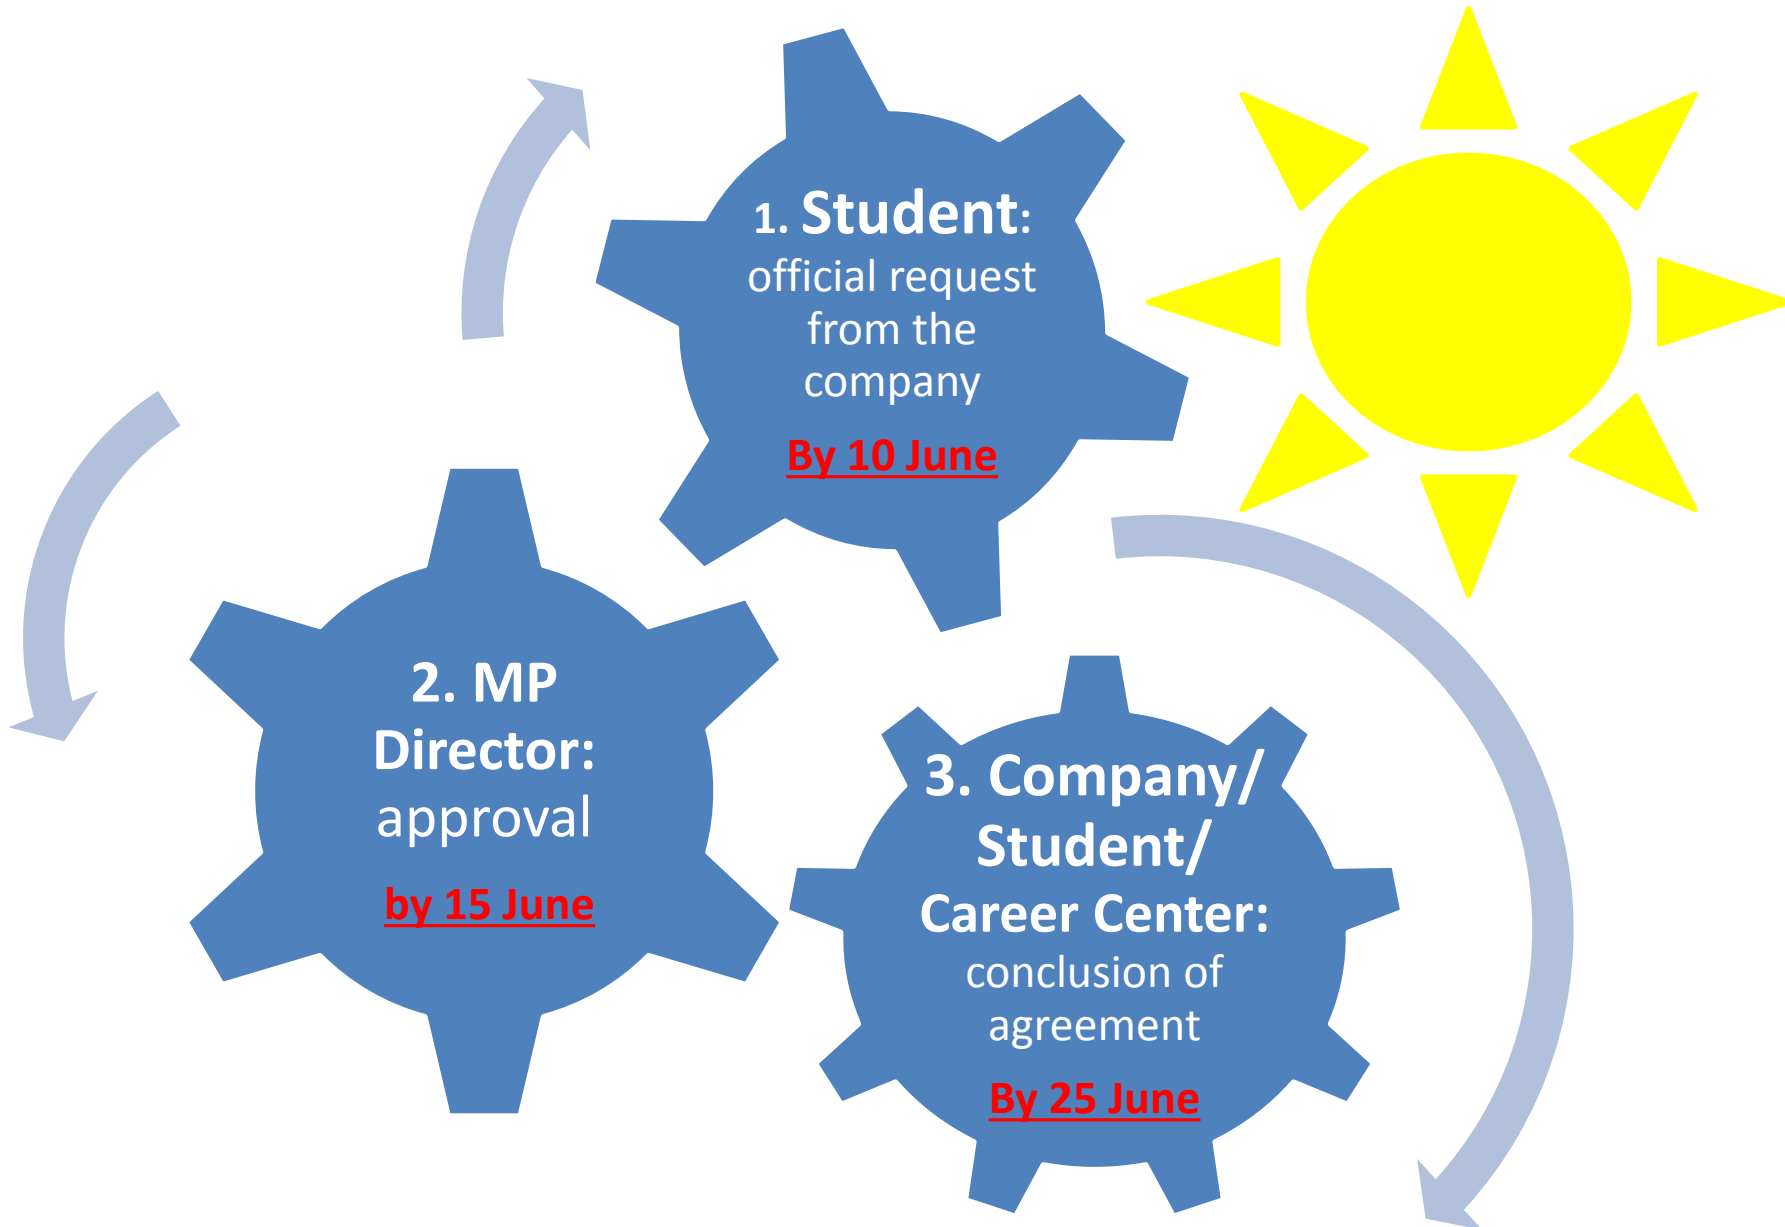 1. Student:
official request
from the
company
By 10 June
2. MP
Director:
approval
by 15 June
3. Company/
Student/
Career Center:
conclusion of
agreement
By 25 June